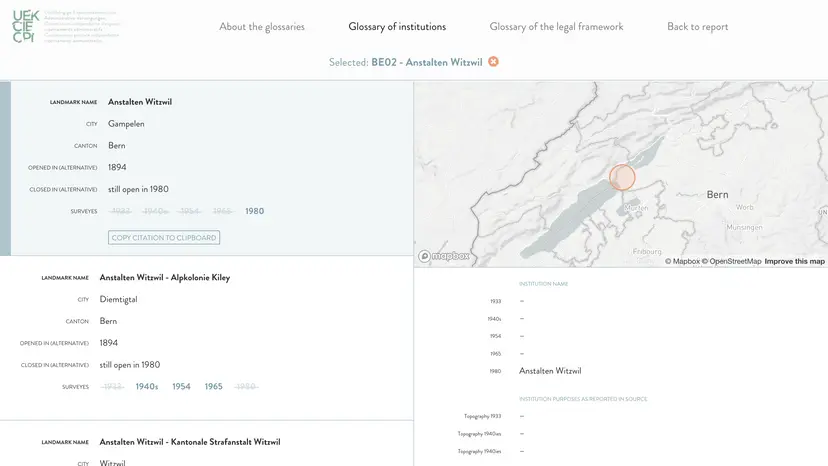 UEK
CIE
CPI
About the glossaries
Glossary of institutions
Glossary of the legal framework
Back to report
Selected: BE02 - Anstalten Witzwil
LANDMARK NAME Anstalten Witzwil
CITY Gampelen
CANTON Bern
OPENED IN (ALTERNATIVE) 1894
CLOSED IN (ALTERNATIVE) still open in 1980
SURVEYES 1933 1940s 1954 1965 1980
COPY CITATION TO CLIPBOARD
LANDMARK NAME Anstalten Witzwil - Alpkolonie Kiley
CITY Diemtigtal
CANTON Bern
OPENED IN (ALTERNATIVE) 1894
CLOSED IN (ALTERNATIVE) still open in 1980
SURVEYES 1933 1940s 1954 1965 1980
LANDMARK NAME Anstalten Witzwil - Kantonale Strafanstalt Witzwil
CITY Witzwil
Bern
Worb
Murten
Münsingen
Fribourg
mapbox
© Mapbox © OpenStreetMap Improve this map
INSTITUTION NAME
1933 –
1940s –
1954 –
1965 –
1980 Anstalten Witzwil
INSTITUTION PURPOSES AS REPORTED IN SOURCE
Topography 1933 –
Topography 1940ies –
Topography 1940ies –